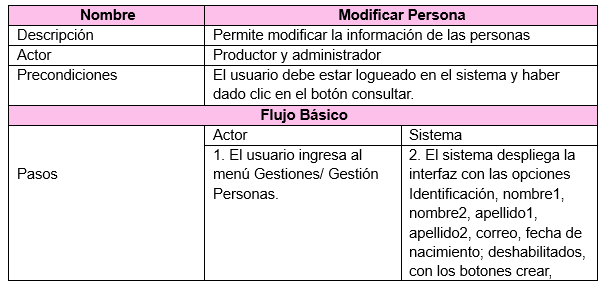 Nombre Modificar Persona
Descripción Permite modificar la información de las personas
Actor Productor y administrador
Precondiciones El usuario debe estar logueado en el sistema y haber
dado clic en el botón consultar.
Flujo Básico
Pasos
Actor
1. El usuario ingresa al
menú Gestiones/ Gestión
Personas.
Sistema
2. El sistema despliega la
interfaz con las opciones
Identificación, nombre1,
nombre2, apellido1,
apellido2, correo, fecha de
nacimiento; deshabilitados,
con los botones crear,